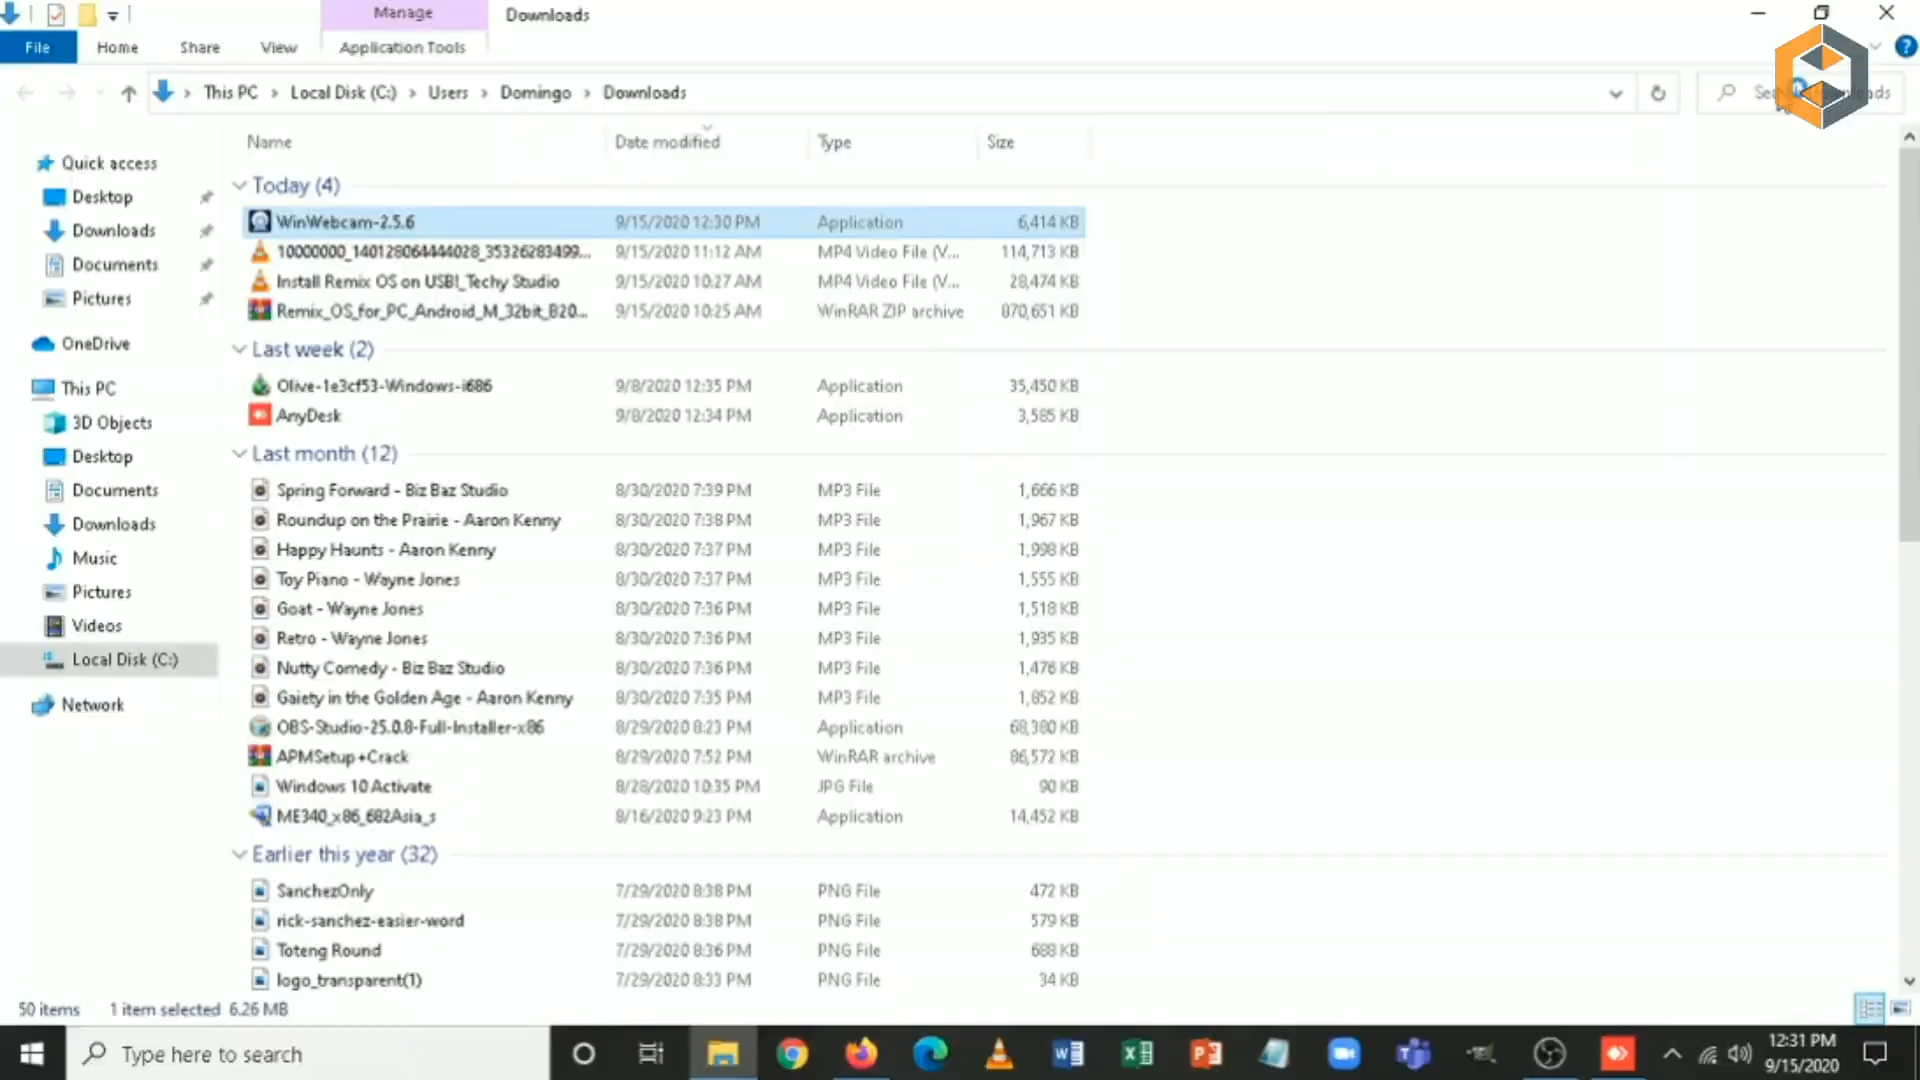 Manage
Downloads
File
Home
Share
View
Application Tools
This PC > Local Disk (C:) > Users > Domingo > Downloads
Name
Date modified
Type
Size
Quick access
Desktop
Downloads
Documents
Pictures
OneDrive
This PC
3D Objects
Desktop
Documents
Downloads
Music
Pictures
Videos
Local Disk (C:)
Network
Today (4)
WinWebcam-2.5.6 9/15/2020 12:30 PM Application 6,414 KB
10000000_140128064444028_35326283499... 9/15/2020 11:12 AM MP4 Video File (V... 114,713 KB
Install Remix OS on USB!_Techy Studio 9/15/2020 10:27 AM MP4 Video File (V... 28,474 KB
Remix_OS_for_PC_Android_M_32bit_B20... 9/15/2020 10:25 AM WinRAR ZIP archive 870,651 KB
Last week (2)
Olive-1e3cf53-Windows-i686 9/8/2020 12:35 PM Application 35,450 KB
AnyDesk 9/8/2020 12:34 PM Application 3,585 KB
Last month (12)
Spring Forward - Biz Baz Studio 8/30/2020 7:39 PM MP3 File 1,666 KB
Roundup on the Prairie - Aaron Kenny 8/30/2020 7:38 PM MP3 File 1,967 KB
Happy Haunts - Aaron Kenny 8/30/2020 7:37 PM MP3 File 1,998 KB
Toy Piano - Wayne Jones 8/30/2020 7:37 PM MP3 File 1,555 KB
Goat - Wayne Jones 8/30/2020 7:36 PM MP3 File 1,518 KB
Retro - Wayne Jones 8/30/2020 7:36 PM MP3 File 1,935 KB
Nutty Comedy - Biz Baz Studio 8/30/2020 7:36 PM MP3 File 1,476 KB
Gaiety in the Golden Age - Aaron Kenny 8/30/2020 7:35 PM MP3 File 1,852 KB
OBS-Studio-25.0.8-Full-Installer-x86 8/29/2020 8:23 PM Application 68,380 KB
APMSetup+Crack 8/29/2020 7:52 PM WinRAR archive 86,572 KB
Windows 10 Activate 8/28/2020 10:35 PM JPG File 90 KB
ME340_x86_682Asia_s 8/16/2020 9:23 PM Application 14,452 KB
Earlier this year (32)
SanchezOnly 7/29/2020 8:38 PM PNG File 472 KB
rick-sanchez-easier-word 7/29/2020 8:38 PM PNG File 579 KB
Toteng Round 7/29/2020 8:36 PM PNG File 688 KB
logo_transparent(1) 7/29/2020 8:33 PM PNG File 34 KB
50 items 1 item selected 6.26 MB
Type here to search
12:31 PM
9/15/2020